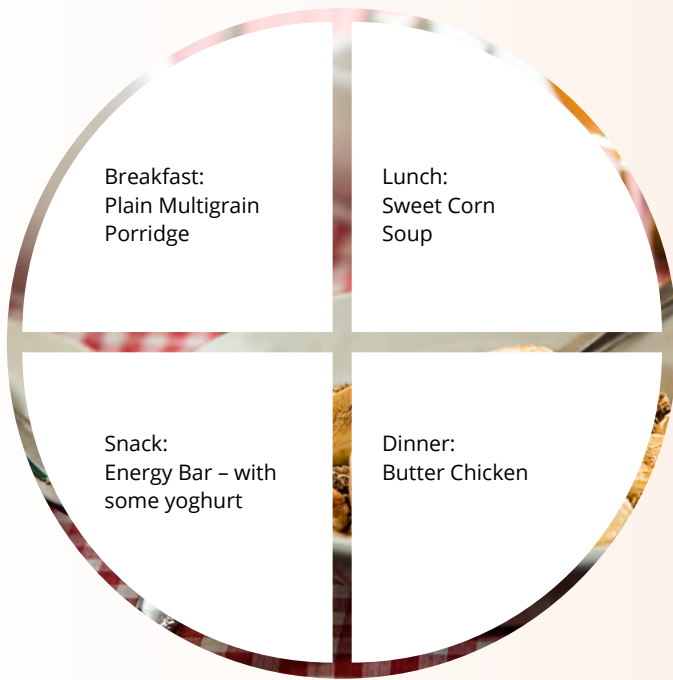 Breakfast:
Plain Multigrain
Porridge
Lunch:
Sweet Corn
Soup
Snack:
Energy Bar – with
some yoghurt
Dinner:
Butter Chicken